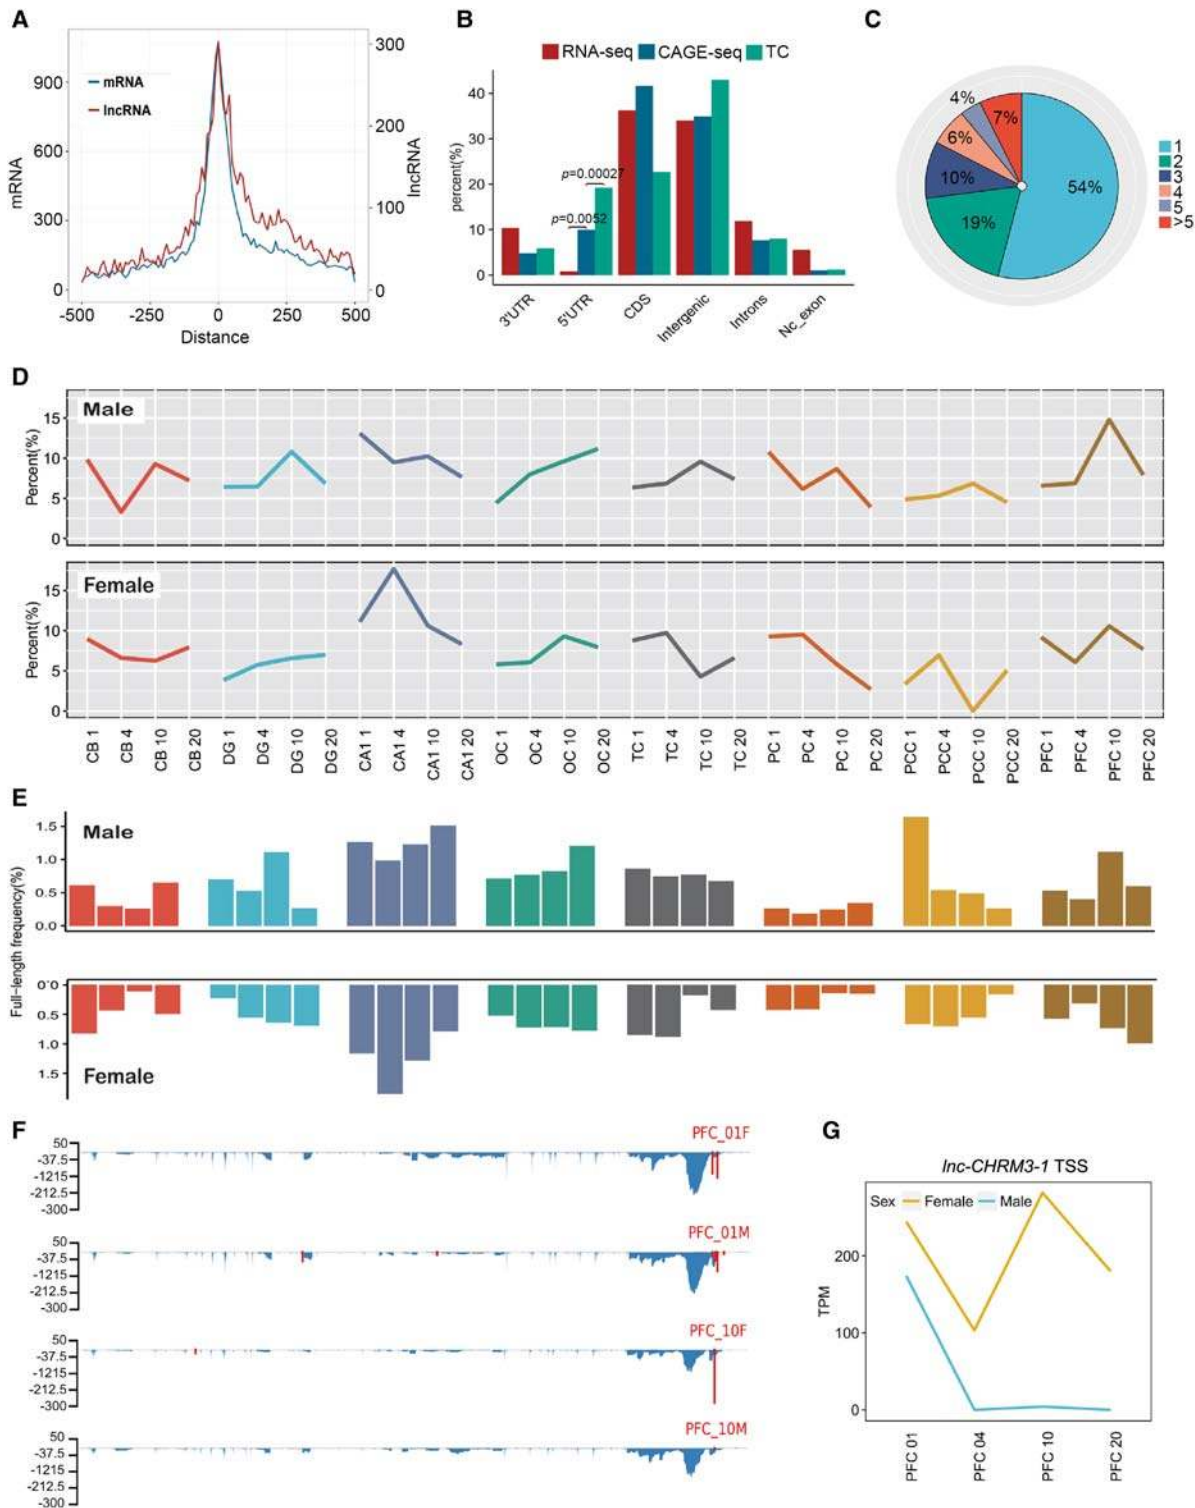 A
mRNA
lncRNA
900
600
300
0
300
200
100
0
mRNA
lncRNA
-500 -250 0 250 500
Distance
B
RNA-seq CAGE-seq TC
percent(%)
40
30
20
10
0
p=0.00027
p=0.0052
3'UTR 5'UTR CDS Intergenic Introns Nc_exon
C
4%
7%
6%
10%
54%
19%
1
2
3
4
5
>5
D
Male
Percent(%)
15
10
5
0
Female
Percent(%)
15
10
5
0
CB 1 CB 4 CB 10 CB 20 DG 1 DG 4 DG 10 DG 20 CA1 1 CA1 4 CA1 10 CA1 20 OC 1 OC 4 OC 10 OC 20 TC 1 TC 4 TC 10 TC 20 PC 1 PC 4 PC 10 PC 20 PCC 1 PCC 4 PCC 10 PCC 20 PFC 1 PFC 4 PFC 10 PFC 20
E
Full-length frequency(%)
Male
1.5
1.0
0.5
0.0
0.0
0.5
1.0
1.5
Female
F
PFC_01F
50
-37.5
-1215
-212.5
-300
PFC_01M
50
-37.5
-1215
-212.5
-300
PFC_10F
50
-37.5
-1215
-212.5
-300
PFC_10M
50
-37.5
-1215
-212.5
-300
G
lnc-CHRM3-1 TSS
Sex Female Male
TPM
200
100
0
PFC 01 PFC 04 PFC 10 PFC 20